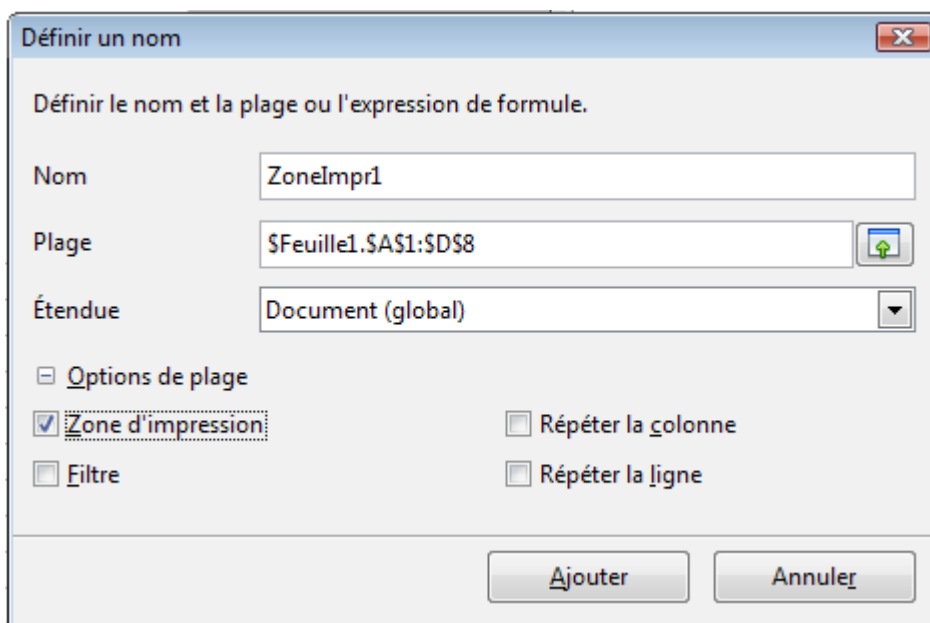 Définir un nom
Définir le nom et la plage ou l'expression de formule.
Nom ZoneImpr1
Plage $Feuille1.$A$1:$D$8
Étendue Document (global)
Options de plage
Zone d'impression Répéter la colonne
Filtre Répéter la ligne
Ajouter Annuler